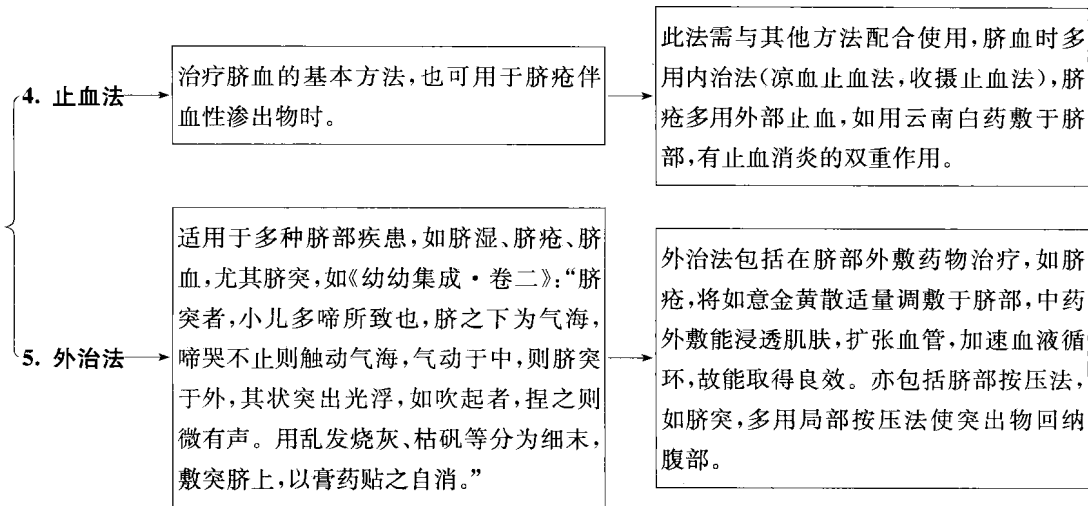 4. 止血法
治疗脐血的基本方法,也可用于脐疮伴
血性渗出物时。
此法需与其他方法配合使用,脐血时多
用内治法(凉血止血法,收摄止血法),脐
疮多用外部止血,如用云南白药敷于脐
部,有止血消炎的双重作用。
5. 外治法
适用于多种脐部疾患,如脐湿、脐疮、脐
血,尤其脐突,如《幼幼集成·卷二》:“脐
突者,小儿多啼所致也,脐之下为气海,
啼哭不止则触动气海,气动于中,则脐突
于外,其状突出光浮,如吹起者,捏之则
微有声。用乱发烧灰、枯矾等分为细末,
敷突脐上,以膏药贴之自消。”
外治法包括在脐部外敷药物治疗,如脐
疮,将如意金黄散适量调敷于脐部,中药
外敷能浸透肌肤,扩张血管,加速血液循
环,故能取得良效。亦包括脐部按压法,
如脐突,多用局部按压法使突出物回纳
腹部。